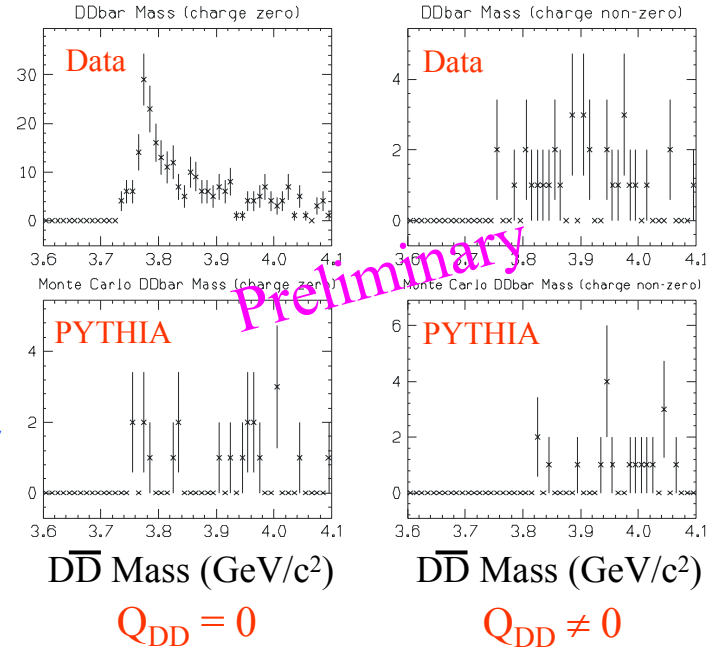 DDbar Mass (charge zero)
Data
30
20
10
0
3.6 3.7 3.8 3.9 4.0 4.1
DDbar Mass (charge non-zero)
Data
4
2
0
3.6 3.7 3.8 3.9 4.0 4.1
Preliminary
Monte Carlo DDbar Mass (charge zero)
PYTHIA
4
2
0
3.6 3.7 3.8 3.9 4.0 4.1
DD̅ Mass (GeV/c²)
Q_DD = 0
Monte Carlo DDbar Mass (charge non-zero)
PYTHIA
6
4
2
0
3.6 3.7 3.8 3.9 4.0 4.1
DD̅ Mass (GeV/c²)
Q_DD ≠ 0